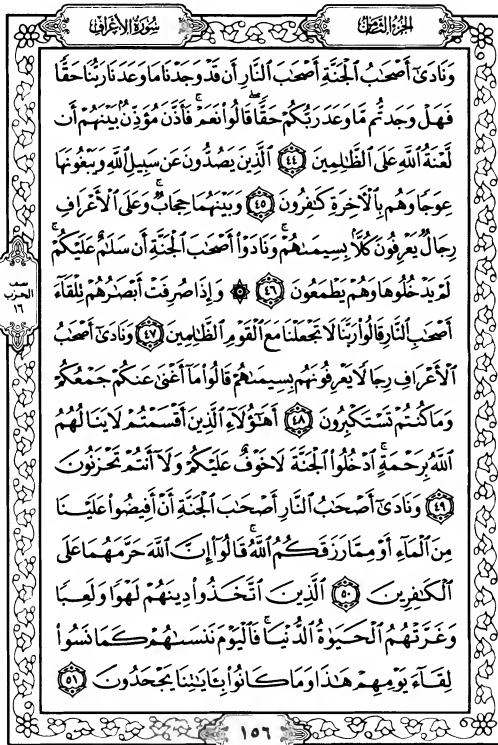 الجزء الثامن
سورة الأعراف
وَنَادَىٰٓ أَصْحَٰبُ ٱلْجَنَّةِ أَصْحَٰبَ ٱلنَّارِ أَن قَدْ وَجَدْنَا مَا وَعَدَنَا رَبُّنَا حَقًّا
فَهَلْ وَجَدتُّم مَّا وَعَدَ رَبُّكُمْ حَقًّا ۖ قَالُوا۟ نَعَمْ ۚ فَأَذَّنَ مُؤَذِّنٌۢ بَيْنَهُمْ أَن
لَّعْنَةُ ٱللَّهِ عَلَى ٱلظَّٰلِمِينَ ٤٤ ٱلَّذِينَ يَصُدُّونَ عَن سَبِيلِ ٱللَّهِ وَيَبْغُونَهَا
عِوَجًا وَهُم بِٱلْءَاخِرَةِ كَٰفِرُونَ ٤٥ وَبَيْنَهُمَا حِجَابٌ ۚ وَعَلَى ٱلْأَعْرَافِ
رِجَالٌ يَعْرِفُونَ كُلًّۢا بِسِيمَىٰهُمْ ۚ وَنَادَوْا۟ أَصْحَٰبَ ٱلْجَنَّةِ أَن سَلَٰمٌ عَلَيْكُمْ ۚ
لَمْ يَدْخُلُوهَا وَهُمْ يَطْمَعُونَ ٤٦ ۞ وَإِذَا صُرِفَتْ أَبْصَٰرُهُمْ تِلْقَآءَ
أَصْحَٰبِ ٱلنَّارِ قَالُوا۟ رَبَّنَا لَا تَجْعَلْنَا مَعَ ٱلْقَوْمِ ٱلظَّٰلِمِينَ ٤٧ وَنَادَىٰٓ أَصْحَٰبُ
ٱلْأَعْرَافِ رِجَالًا يَعْرِفُونَهُم بِسِيمَىٰهُمْ قَالُوا۟ مَآ أَغْنَىٰ عَنكُمْ جَمْعُكُمْ
وَمَا كُنتُمْ تَسْتَكْبِرُونَ ٤٨ أَهَٰٓؤُلَآءِ ٱلَّذِينَ أَقْسَمْتُمْ لَا يَنَالُهُمُ
ٱللَّهُ بِرَحْمَةٍ ۚ ٱدْخُلُوا۟ ٱلْجَنَّةَ لَا خَوْفٌ عَلَيْكُمْ وَلَآ أَنتُمْ تَحْزَنُونَ
٤٩ وَنَادَىٰٓ أَصْحَٰبُ ٱلنَّارِ أَصْحَٰبَ ٱلْجَنَّةِ أَنْ أَفِيضُوا۟ عَلَيْنَا
مِنَ ٱلْمَآءِ أَوْ مِمَّا رَزَقَكُمُ ٱللَّهُ ۚ قَالُوٓا۟ إِنَّ ٱللَّهَ حَرَّمَهُمَا عَلَى
ٱلْكَٰفِرِينَ ٥٠ ٱلَّذِينَ ٱتَّخَذُوا۟ دِينَهُمْ لَهْوًا وَلَعِبًا
وَغَرَّتْهُمُ ٱلْحَيَوٰةُ ٱلدُّنْيَا ۚ فَٱلْيَوْمَ نَنسَىٰهُمْ كَمَا نَسُوا۟
لِقَآءَ يَوْمِهِمْ هَٰذَا وَمَا كَانُوا۟ بِـَٔايَٰتِنَا يَجْحَدُونَ ٥١
نصف
الحزب
١٦
١٥٦